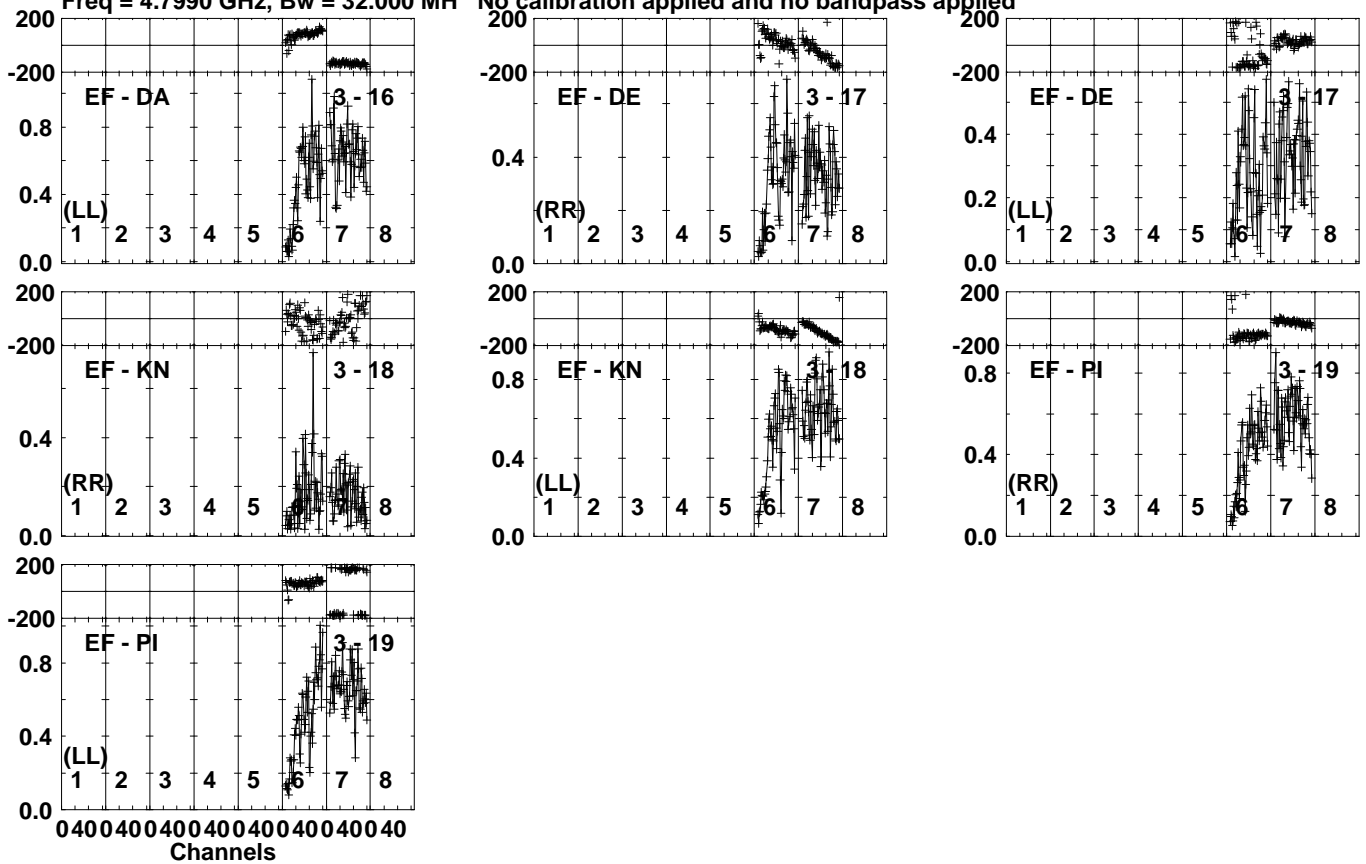 Freq = 4.7990 GHz, Bw = 32.000 MH No calibration applied and no bandpass applied
200
-200
EF - DA 3 - 16
0.8
0.4
(LL)
1 2 3 4 5 6 7 8
0.0
200
-200
EF - DE 3 - 17
0.4
(RR)
1 2 3 4 5 6 7 8
0.0
200
-200
EF - DE 3 - 17
0.4
0.2
(LL)
1 2 3 4 5 6 7 8
0.0
200
-200
EF - KN 3 - 18
0.4
(RR)
1 2 3 4 5 6 7 8
0.0
200
-200
EF - KN 3 - 18
0.8
0.4
(LL)
1 2 3 4 5 6 7 8
0.0
200
-200
EF - PI 3 - 19
0.8
0.4
(RR)
1 2 3 4 5 6 7 8
0.0
200
-200
EF - PI 3 - 19
0.8
0.4
(LL)
1 2 3 4 5 6 7 8
0.0
0 40 0 40 0 40 0 40 0 40 0 40 0 40 0 40
Channels